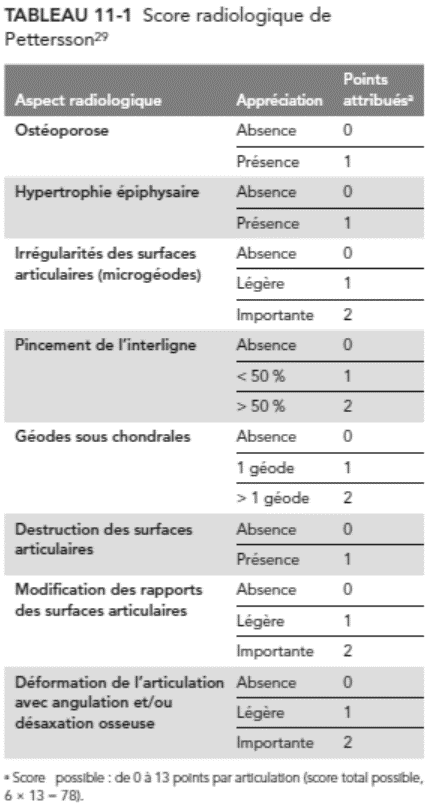 TABLEAU 11-1 Score radiologique de
Pettersson²⁹
Aspect radiologique Appréciation Points attribuésᵃ
Ostéoporose Absence 0
Présence 1
Hypertrophie épiphysaire Absence 0
Présence 1
Irrégularités des surfaces articulaires (microgéodes) Absence 0
Légère 1
Importante 2
Pincement de l'interligne Absence 0
< 50 % 1
> 50 % 2
Géodes sous chondrales Absence 0
1 géode 1
> 1 géode 2
Destruction des surfaces articulaires Absence 0
Présence 1
Modification des rapports des surfaces articulaires Absence 0
Légère 1
Importante 2
Déformation de l'articulation avec angulation et/ou désaxation osseuse Absence 0
Légère 1
Importante 2
ᵃ Score possible : de 0 à 13 points par articulation (score total possible,
6 × 13 = 78).